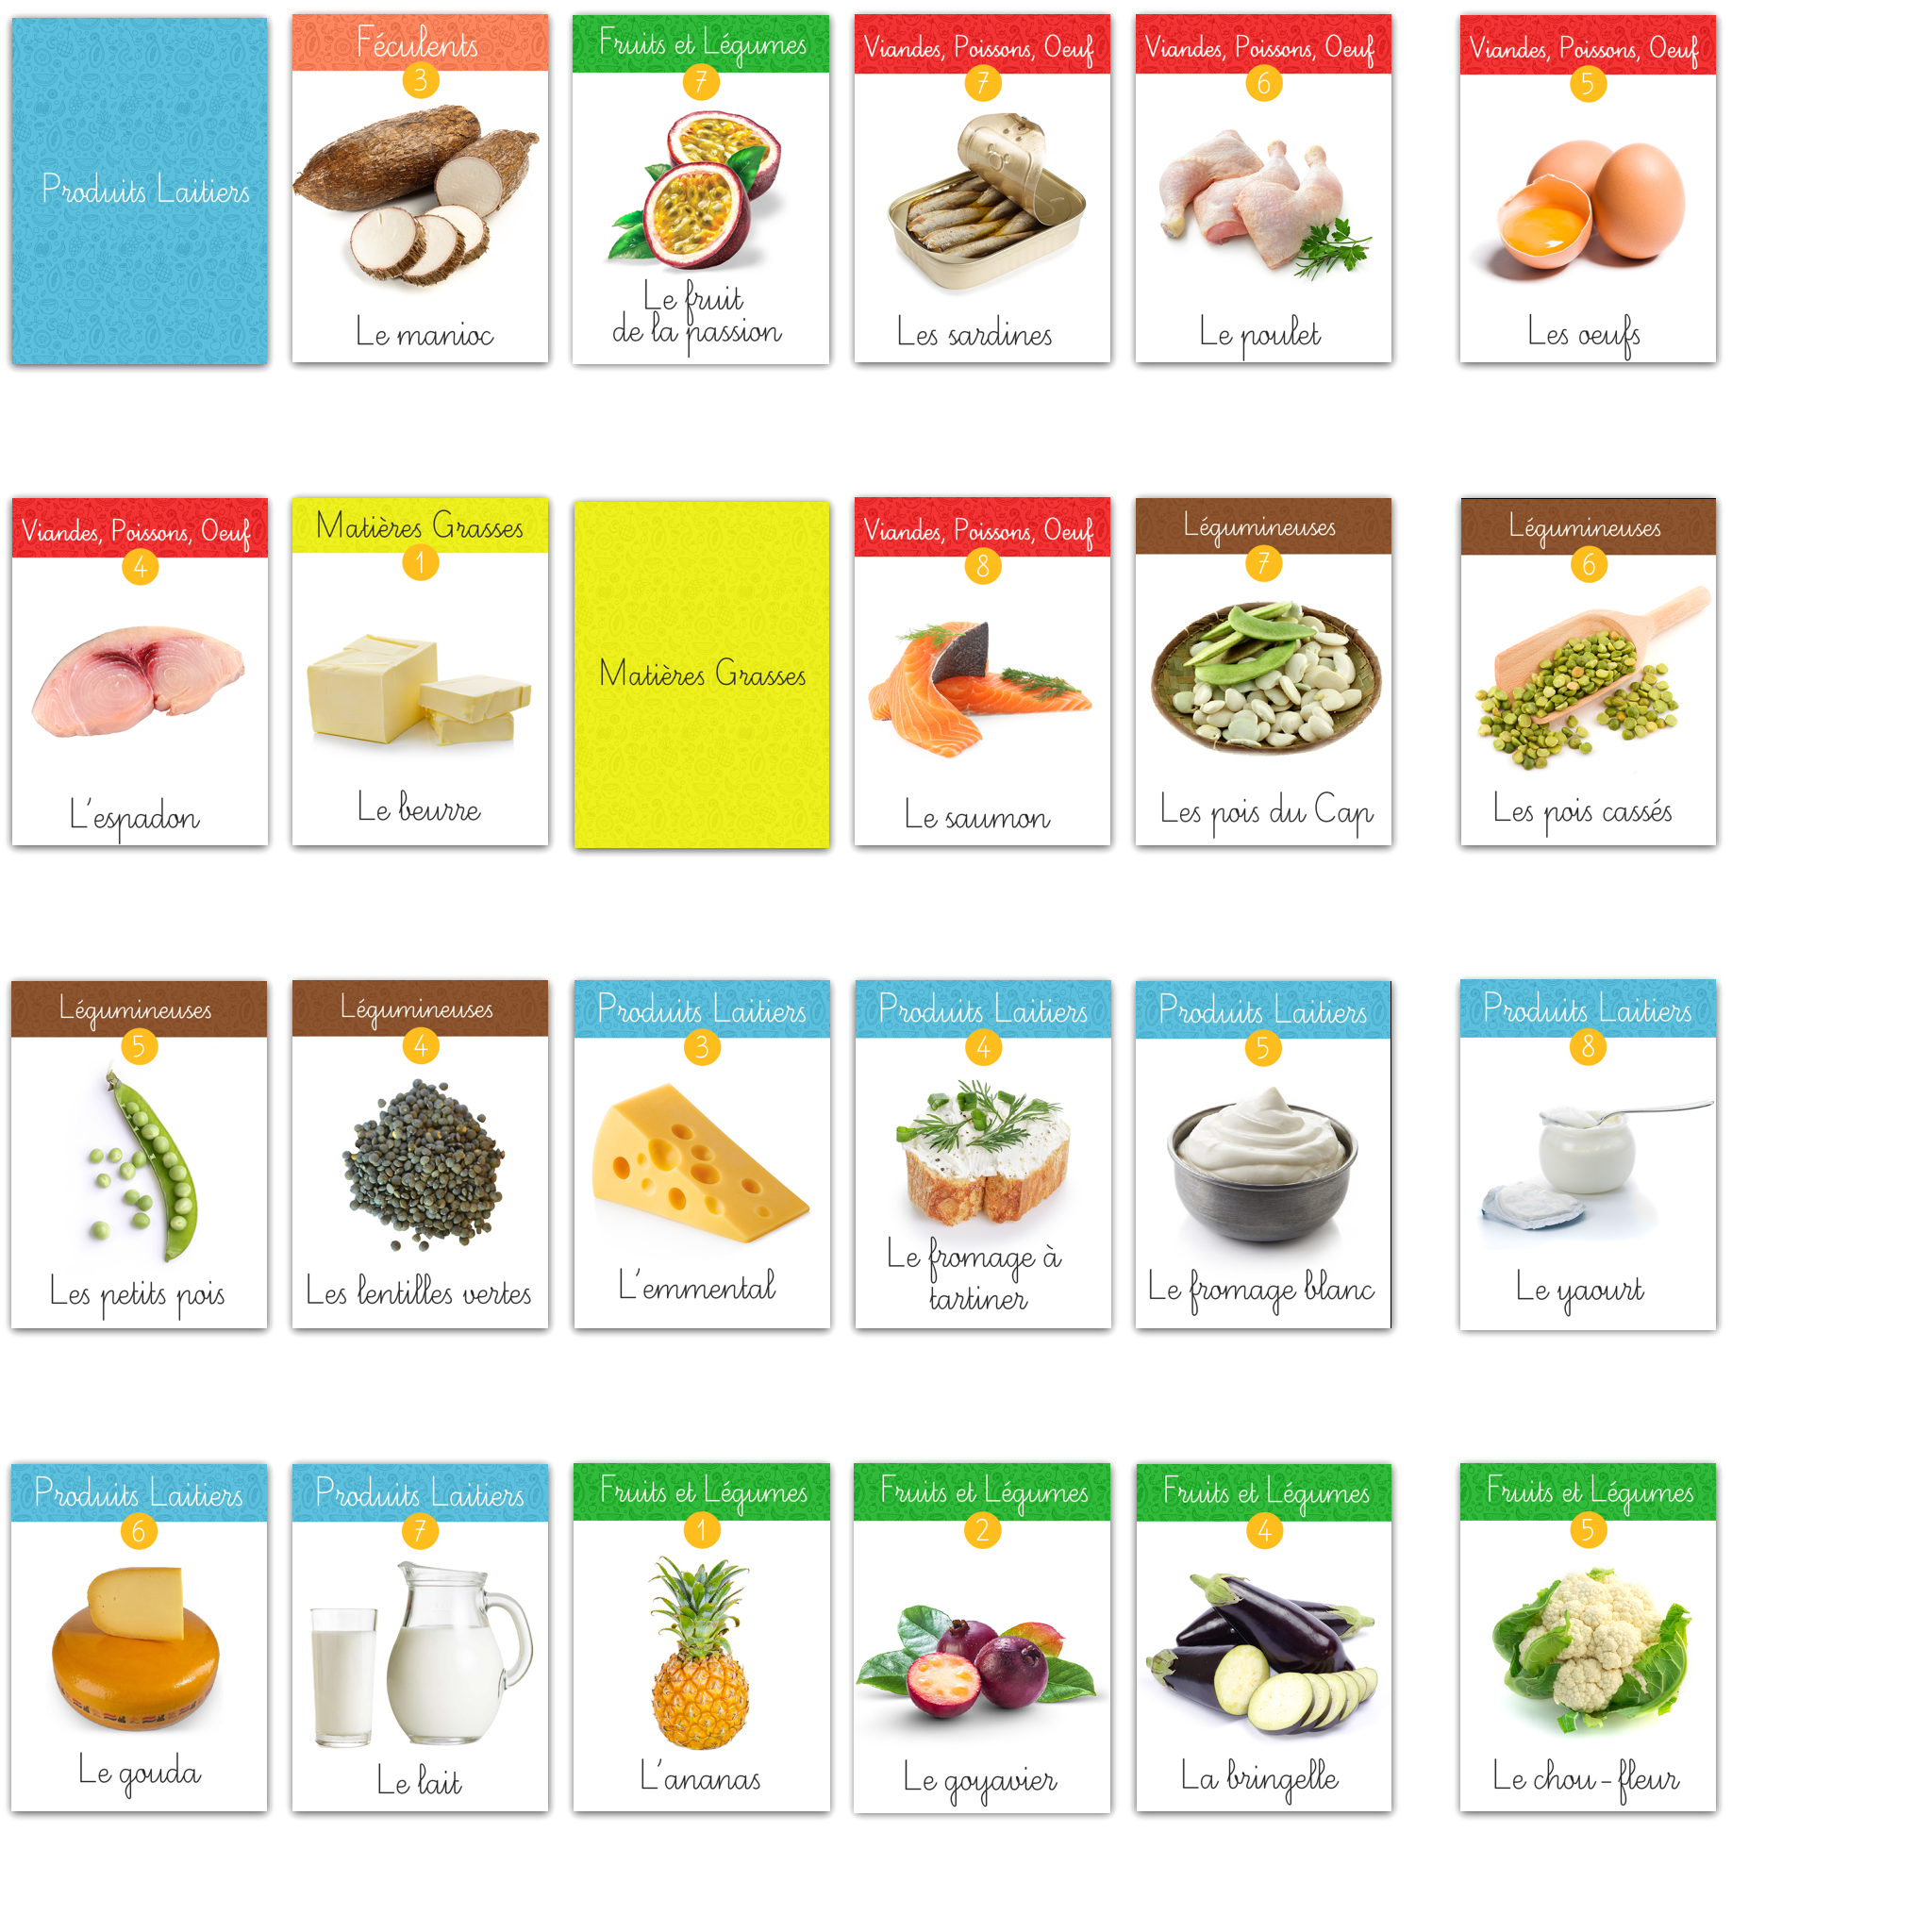 Produits Laitiers
Féculents
3
Le manioc
Fruits et Légumes
7
Le fruit
de la passion
Viandes, Poissons, Oeuf
7
Les sardines
Viandes, Poissons, Oeuf
6
Le poulet
Viandes, Poissons, Oeuf
5
Les oeufs
Viandes, Poissons, Oeuf
4
L'espadon
Matières Grasses
1
Le beurre
Matières Grasses
Viandes, Poissons, Oeuf
8
Le saumon
Légumineuses
7
Les pois du Cap
Légumineuses
6
Les pois cassés
Légumineuses
5
Les petits pois
Légumineuses
4
Les lentilles vertes
Produits Laitiers
3
L'emmental
Produits Laitiers
4
Le fromage à
tartiner
Produits Laitiers
5
Le fromage blanc
Produits Laitiers
8
Le yaourt
Produits Laitiers
6
Le gouda
Produits Laitiers
7
Le lait
Fruits et Légumes
1
L'ananas
Fruits et Légumes
2
Le goyavier
Fruits et Légumes
4
La bringelle
Fruits et Légumes
5
Le chou-fleur